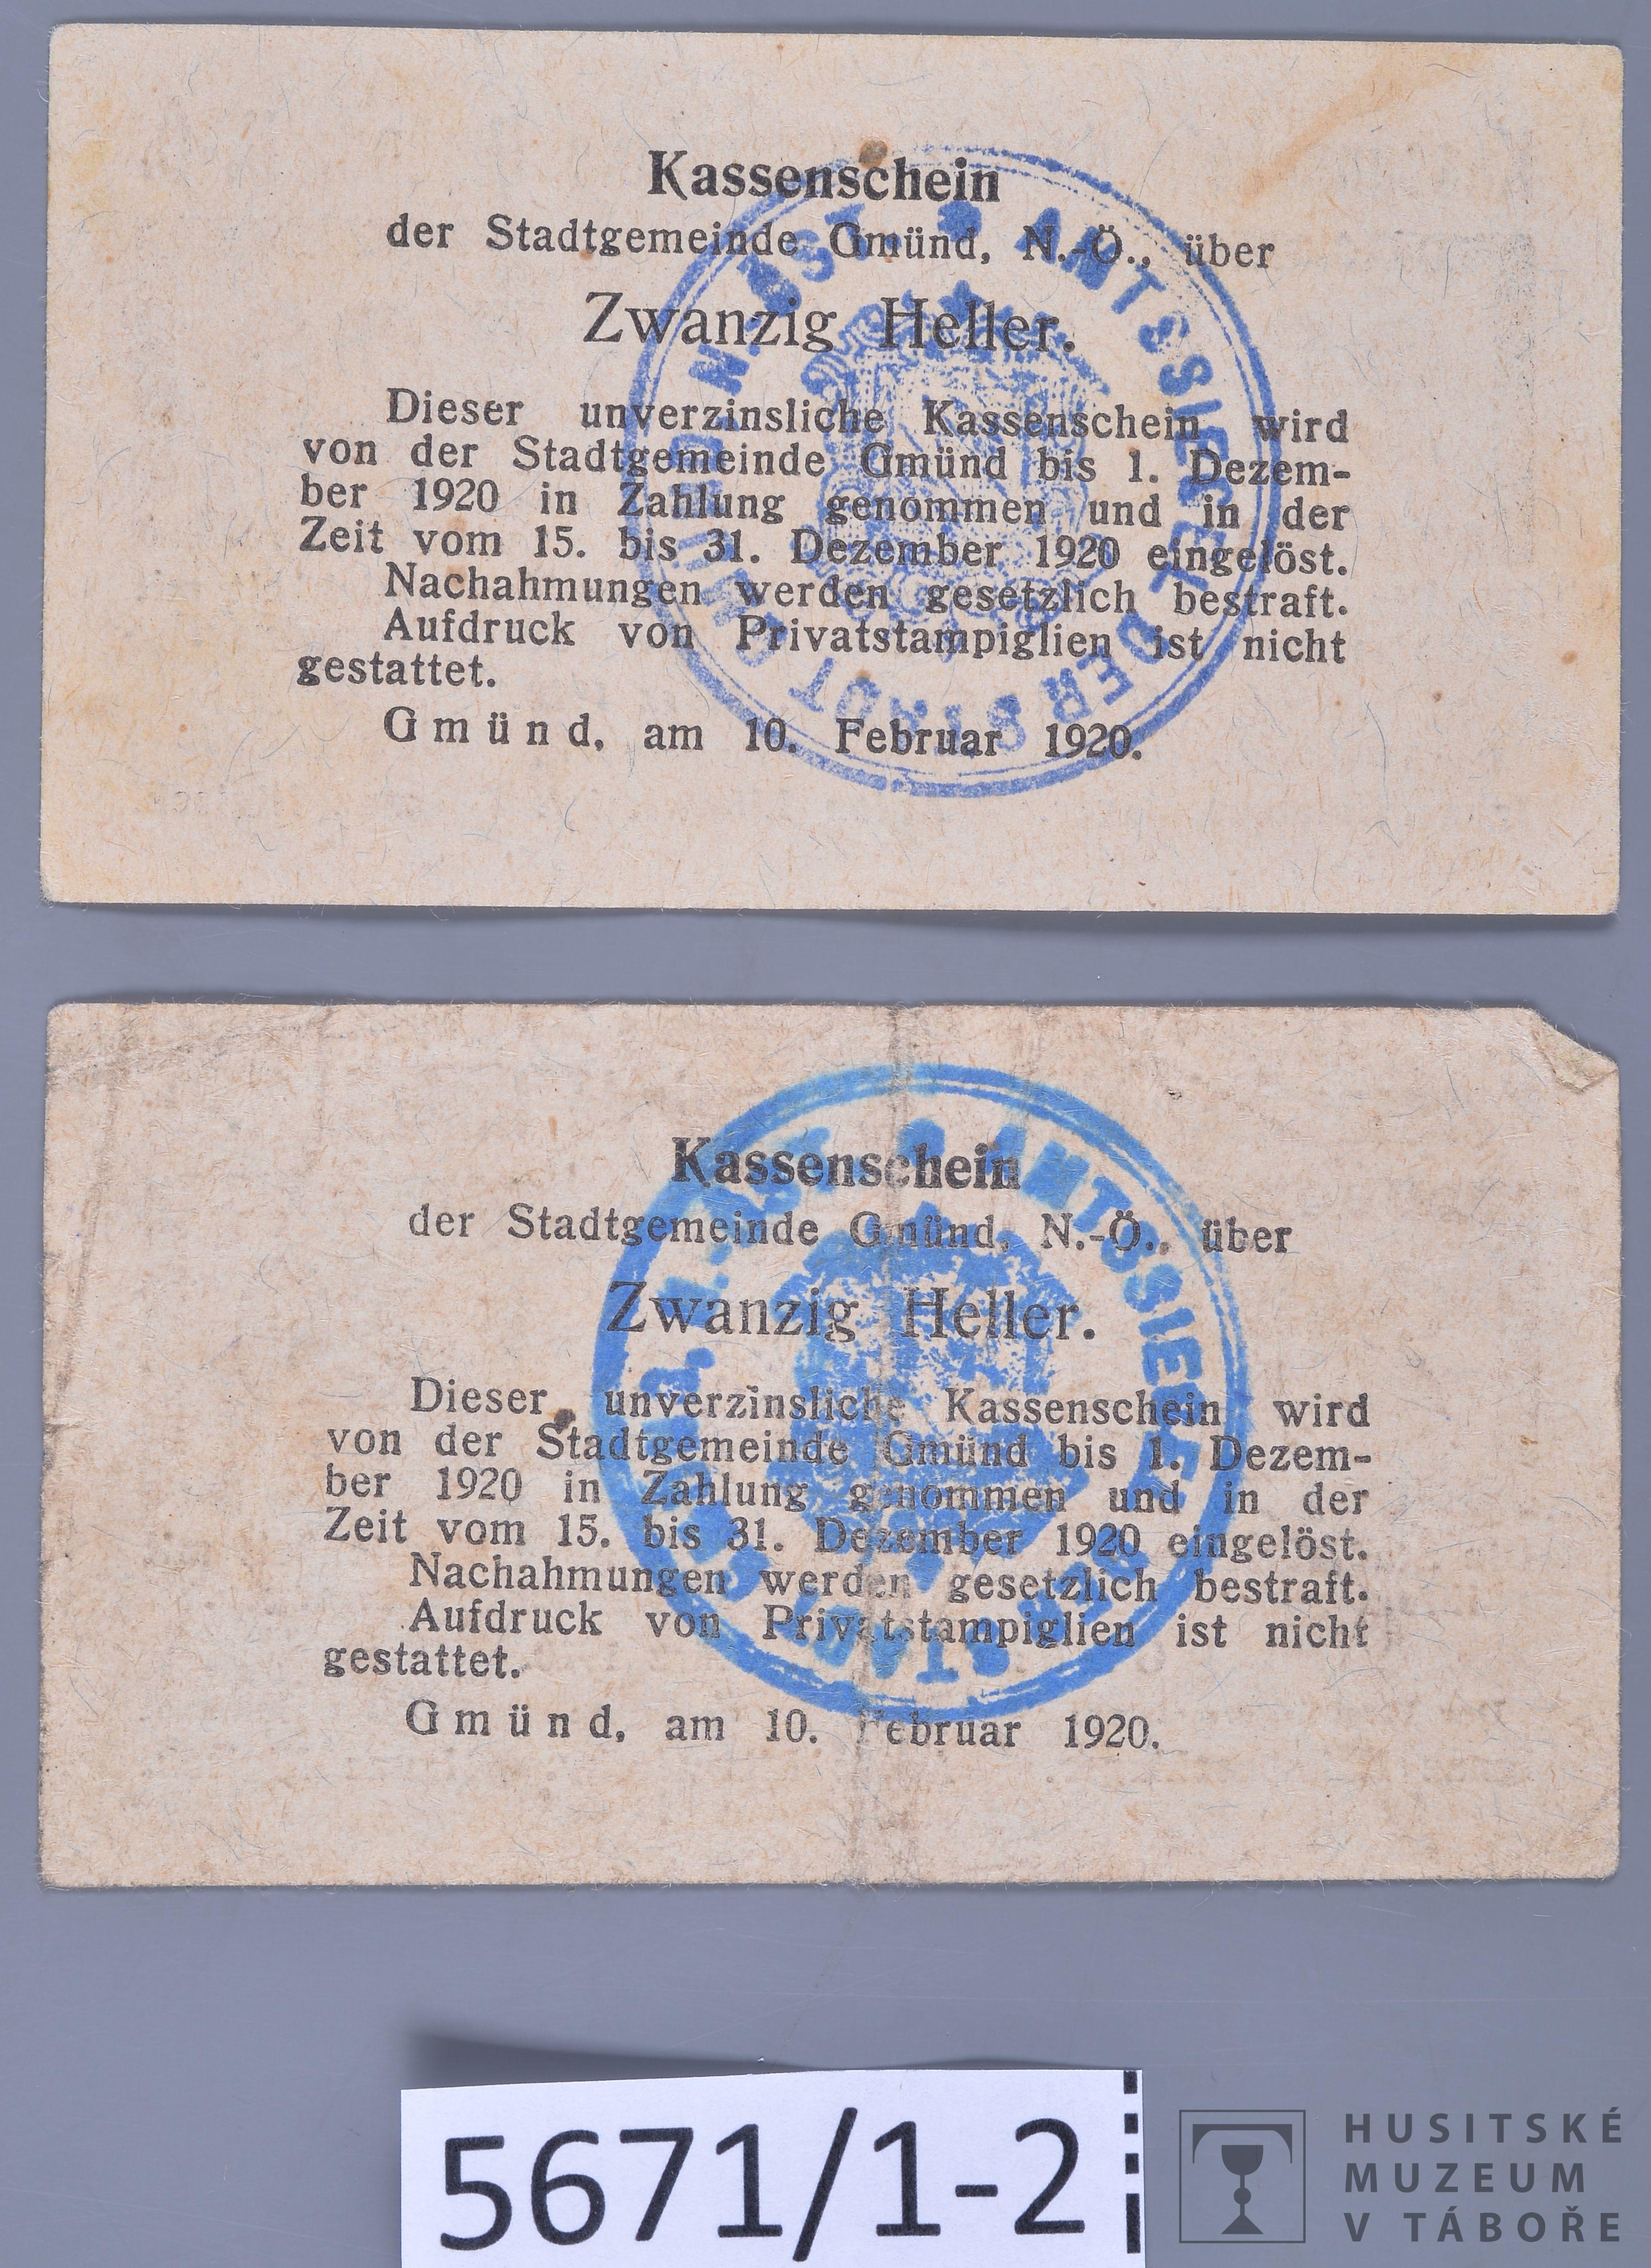 Kassenschein
der Stadtgemeinde Gmünd, N.-Ö., über
Zwanzig Heller.
Dieser unverzinsliche Kassenschein wird
von der Stadtgemeinde Gmünd bis 1. Dezem-
ber 1920 in Zahlung genommen und in der
Zeit vom 15. bis 31. Dezember 1920 eingelöst.
Nachahmungen werden gesetzlich bestraft.
Aufdruck von Privatstampiglien ist nicht
gestattet.
Gmünd, am 10. Februar 1920.
AMTSSIEGEL DER STADT
Kassenschein
der Stadtgemeinde Gmünd, N.-Ö., über
Zwanzig Heller.
Dieser unverzinsliche Kassenschein wird
von der Stadtgemeinde Gmünd bis 1. Dezem-
ber 1920 in Zahlung genommen und in der
Zeit vom 15. bis 31. Dezember 1920 eingelöst.
Nachahmungen werden gesetzlich bestraft.
Aufdruck von Privatstampiglien ist nicht
gestattet.
Gmünd, am 10. Februar 1920.
5671/1-2
HUSITSKÉ
MUZEUM
V TÁBOŘE